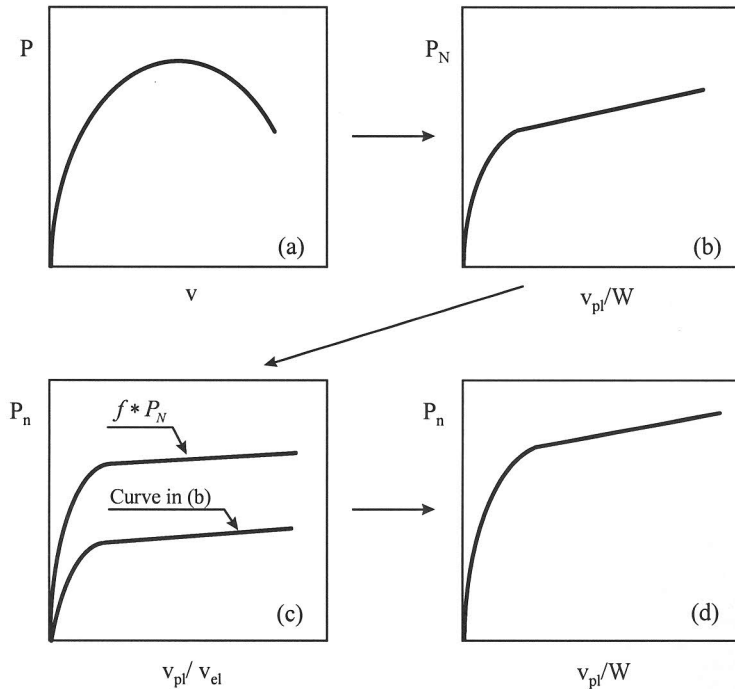 P
(a)
v
P_N
(b)
v_pl/W
P_n
f * P_N
Curve in (b)
(c)
v_pl / v_el
P_n
(d)
v_pl/W